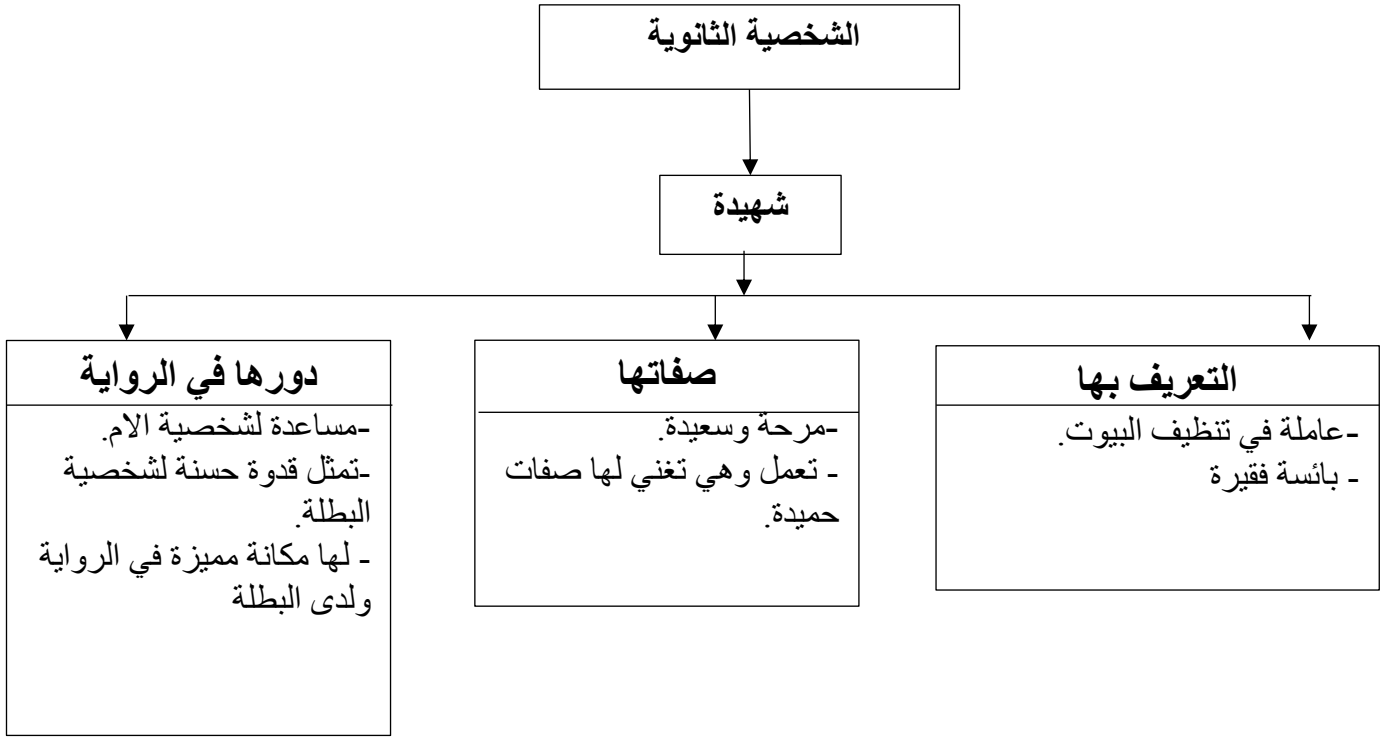 الشخصية الثانوية
شهيدة
التعريف بها
-عاملة في تنظيف البيوت.
- بائسة فقيرة
صفاتها
-مرحة وسعيدة.
- تعمل وهي تغني لها صفات
حميدة.
دورها في الرواية
-مساعدة لشخصية الام.
-تمثل قدوة حسنة لشخصية
البطلة.
- لها مكانة مميزة في الرواية
ولدى البطلة